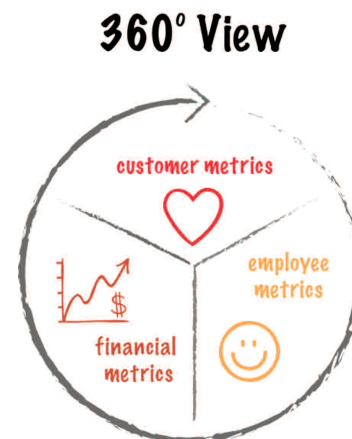 360° View
customer metrics
employee
metrics
$
financial
metrics